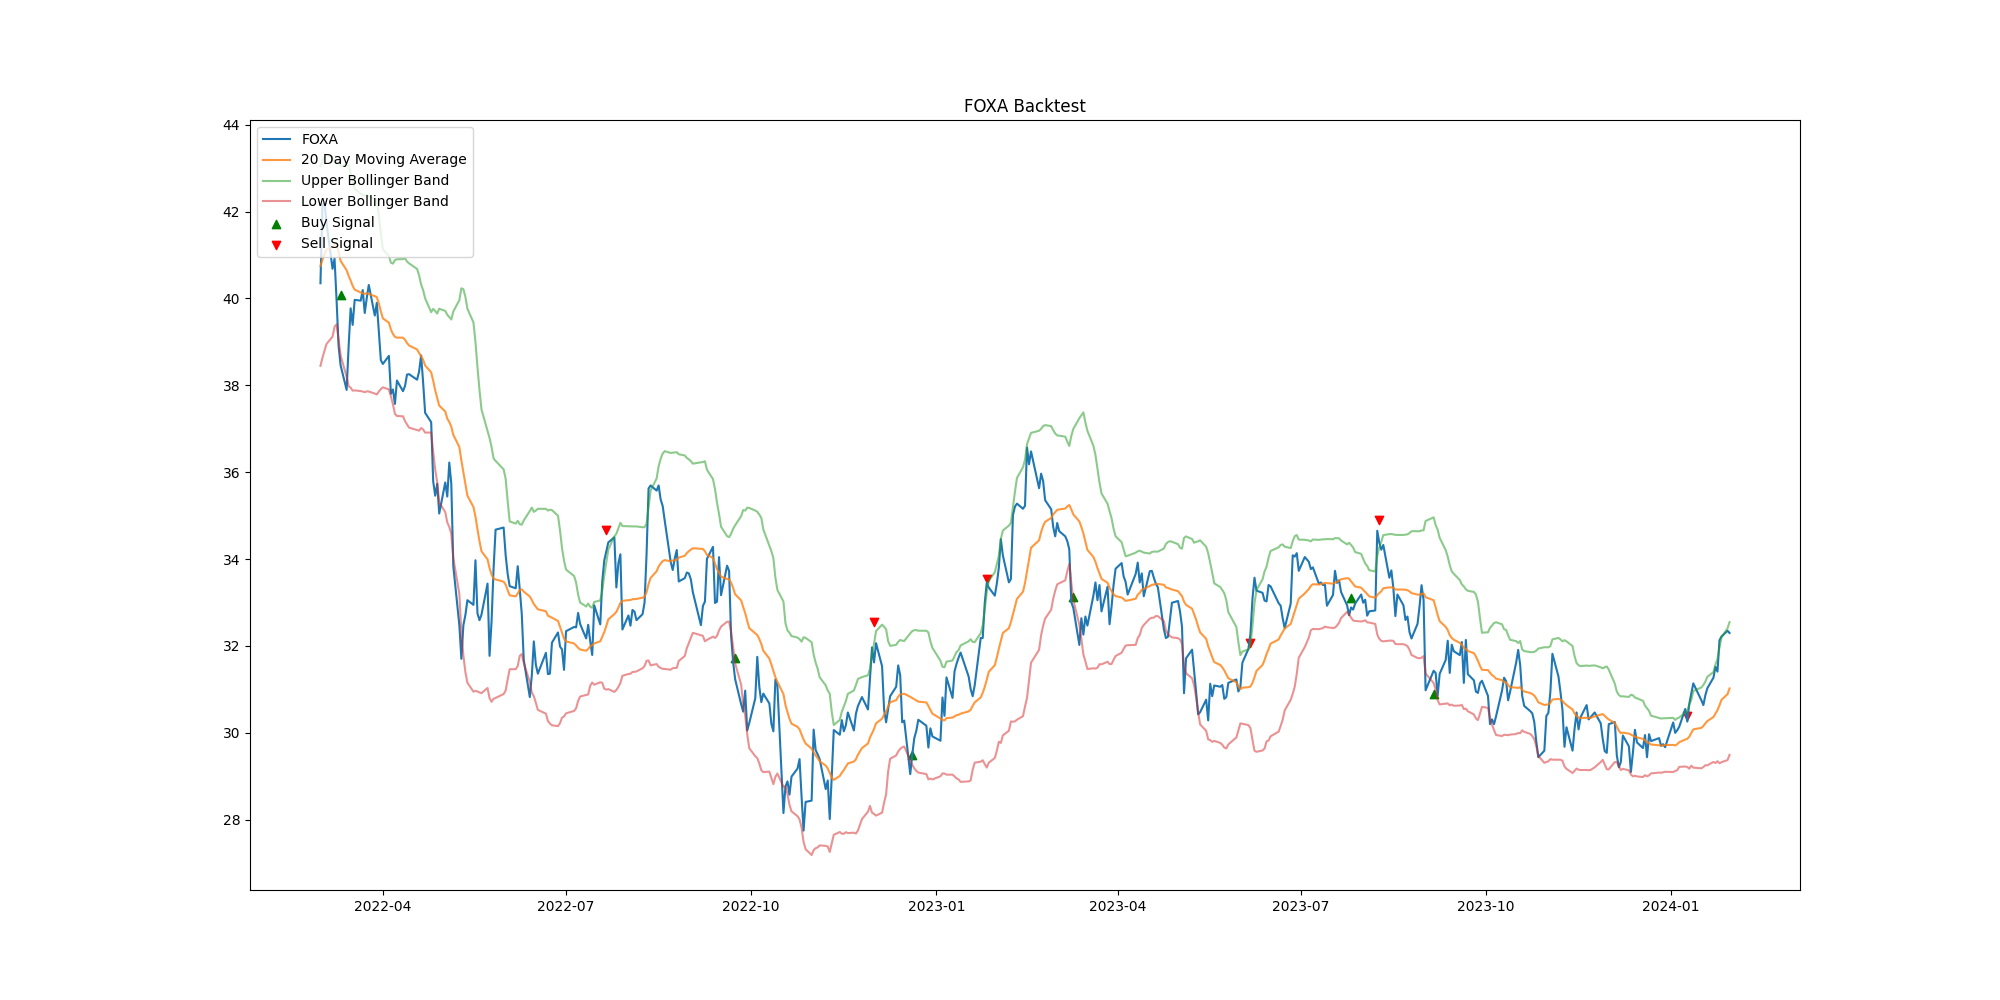 FOXA Backtest
44
42
40
38
36
34
32
30
28
FOXA
20 Day Moving Average
Upper Bollinger Band
Lower Bollinger Band
Buy Signal
Sell Signal
2022-04
2022-07
2022-10
2023-01
2023-04
2023-07
2023-10
2024-01